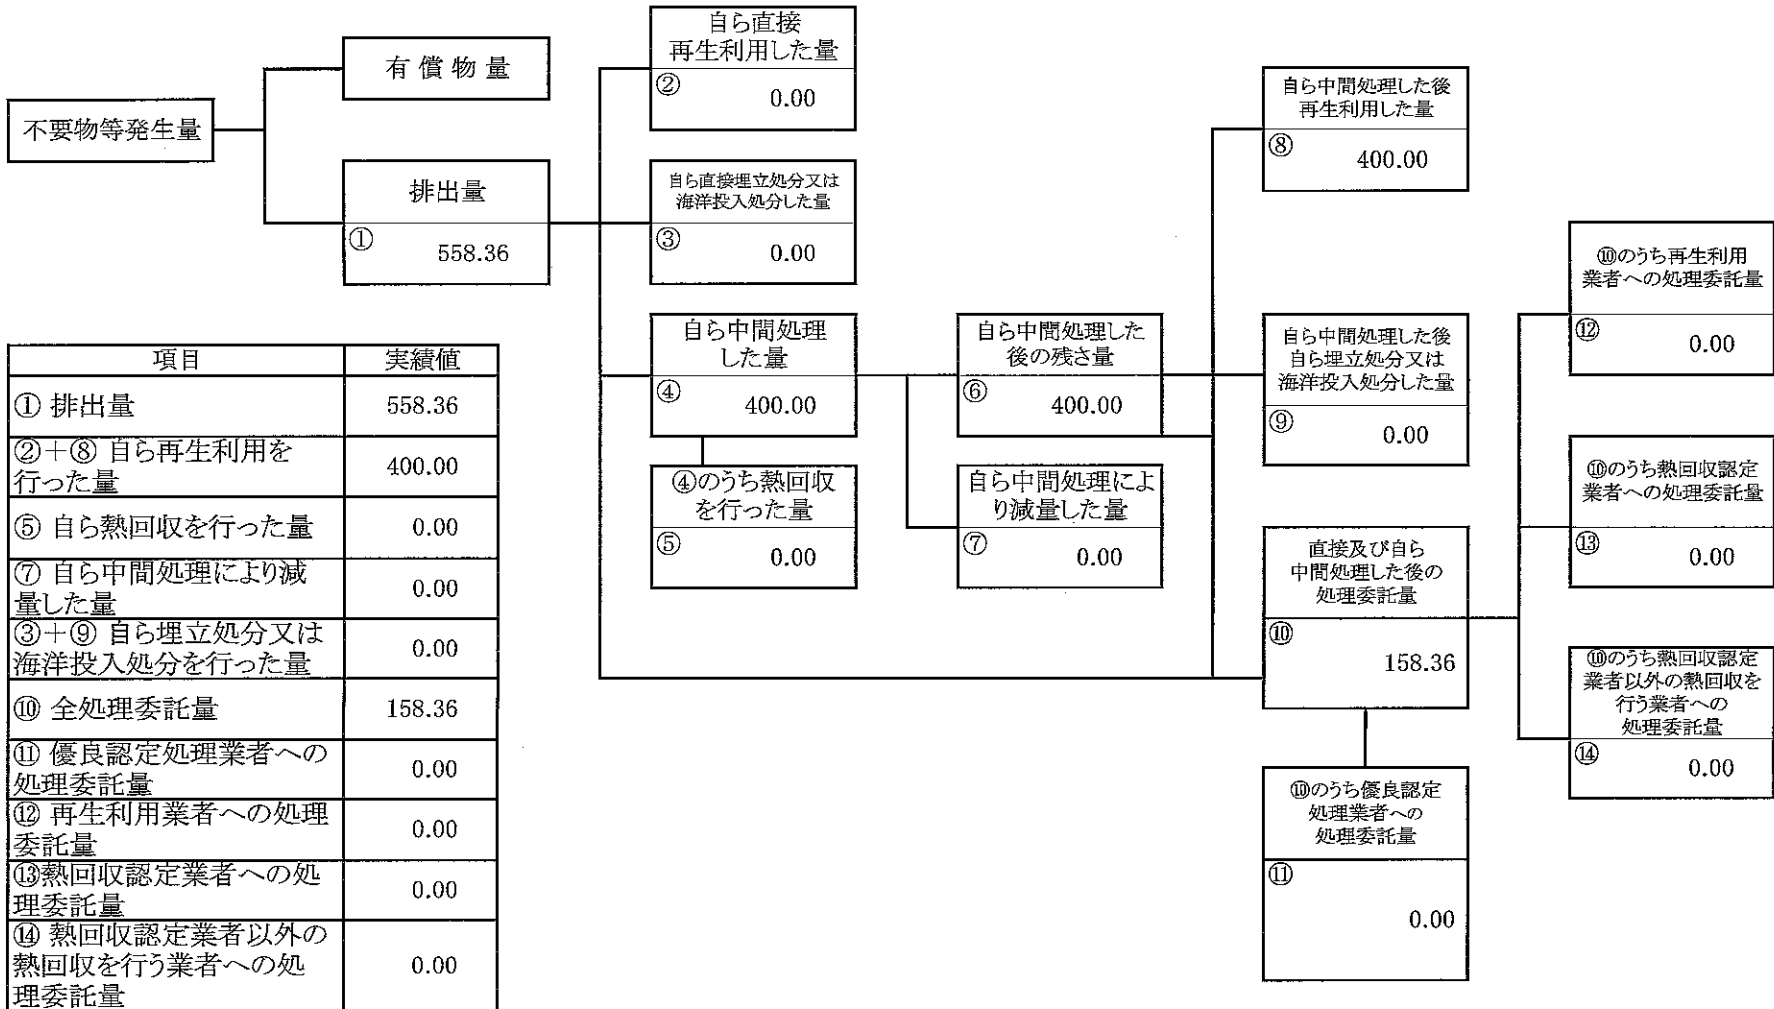 不要物等発生量
有償物量
排出量
① 558.36
自ら直接
再生利用した量
② 0.00
自ら直接埋立処分又は
海洋投入処分した量
③ 0.00
自ら中間処理
した量
④ 400.00
④のうち熱回収
を行った量
⑤ 0.00
自ら中間処理した
後の残さ量
⑥ 400.00
自ら中間処理によ
り減量した量
⑦ 0.00
自ら中間処理した後
再生利用した量
⑧ 400.00
自ら中間処理した後
自ら埋立処分又は
海洋投入処分した量
⑨ 0.00
直接及び自ら
中間処理した後の
処理委託量
⑩ 158.36
⑩のうち優良認定
処理業者への
処理委託量
⑪ 0.00
⑩のうち再生利用
業者への処理委託量
⑫ 0.00
⑩のうち熱回収認定
業者への処理委託量
⑬ 0.00
⑩のうち熱回収認定
業者以外の熱回収を
行う業者への
処理委託量
⑭ 0.00
項目 実績値
① 排出量 558.36
②+⑧ 自ら再生利用を
行った量 400.00
⑤ 自ら熱回収を行った量 0.00
⑦ 自ら中間処理により減
量した量 0.00
③+⑨ 自ら埋立処分又は
海洋投入処分を行った量 0.00
⑩ 全処理委託量 158.36
⑪ 優良認定処理業者への
処理委託量 0.00
⑫ 再生利用業者への処理
委託量 0.00
⑬熱回収認定業者への処
理委託量 0.00
⑭ 熱回収認定業者以外の
熱回収を行う業者への処
理委託量 0.00